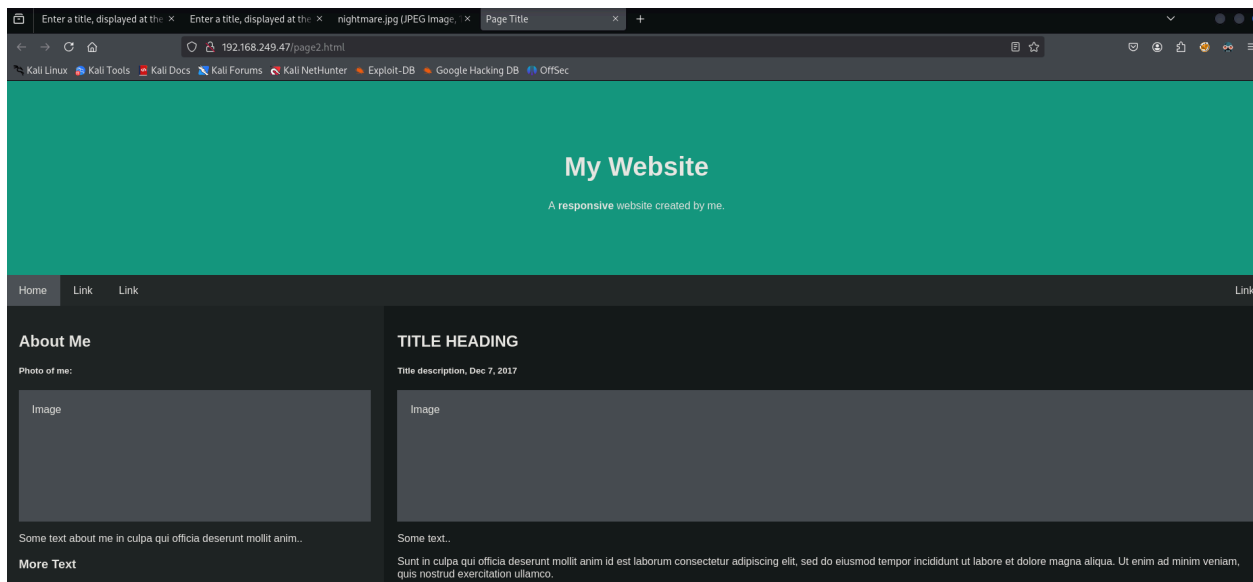 Enter a title, displayed at the Enter a title, displayed at the nightmare.jpg (JPEG Image, Page Title
192.168.249.47/page2.html
Kali Linux Kali Tools Kali Docs Kali Forums Kali NetHunter Exploit-DB Google Hacking DB OffSec
My Website
A responsive website created by me.
Home Link Link Link
About Me
Photo of me:
Image
Some text about me in culpa qui officia deserunt mollit anim..
More Text
TITLE HEADING
Title description, Dec 7, 2017
Image
Some text..
Sunt in culpa qui officia deserunt mollit anim id est laborum consectetur adipiscing elit, sed do eiusmod tempor incididunt ut labore et dolore magna aliqua. Ut enim ad minim veniam,
quis nostrud exercitation ullamco.